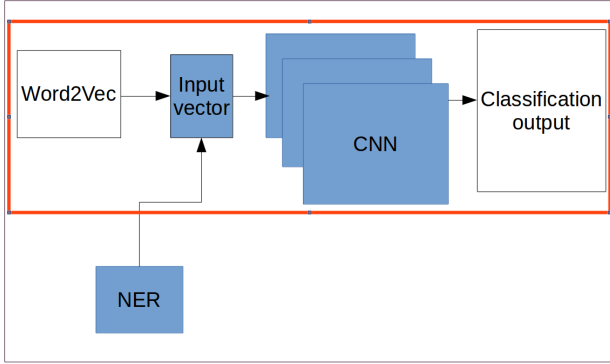 Word2Vec
Input
vector
CNN
Classification
output
NER